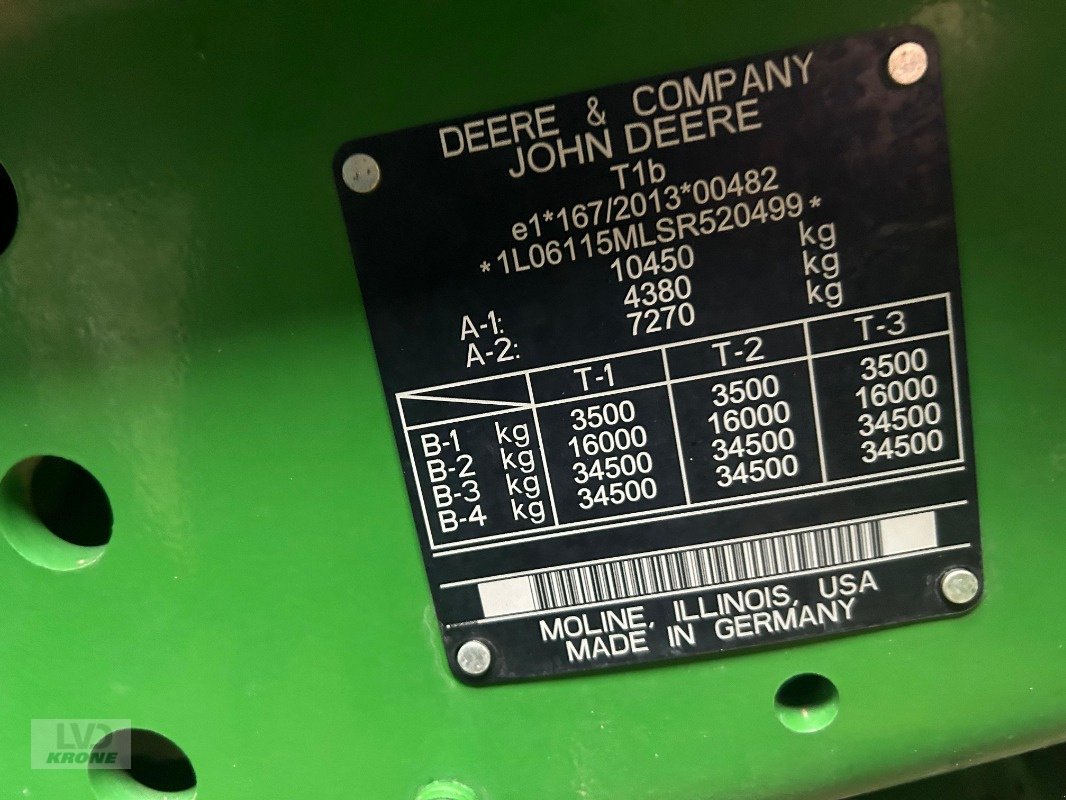 DEERE & COMPANY
JOHN DEERE
T1b
e1*167/2013*00482
*1L06115MLSR520499*
10450 kg
A-1: 4380 kg
A-2: 7270 kg
T-1 T-2 T-3
B-1 kg 3500 3500 3500
B-2 kg 16000 16000 16000
B-3 kg 34500 34500 34500
B-4 kg 34500 34500 34500
MOLINE, ILLINOIS, USA
MADE IN GERMANY
LVD
KRONE